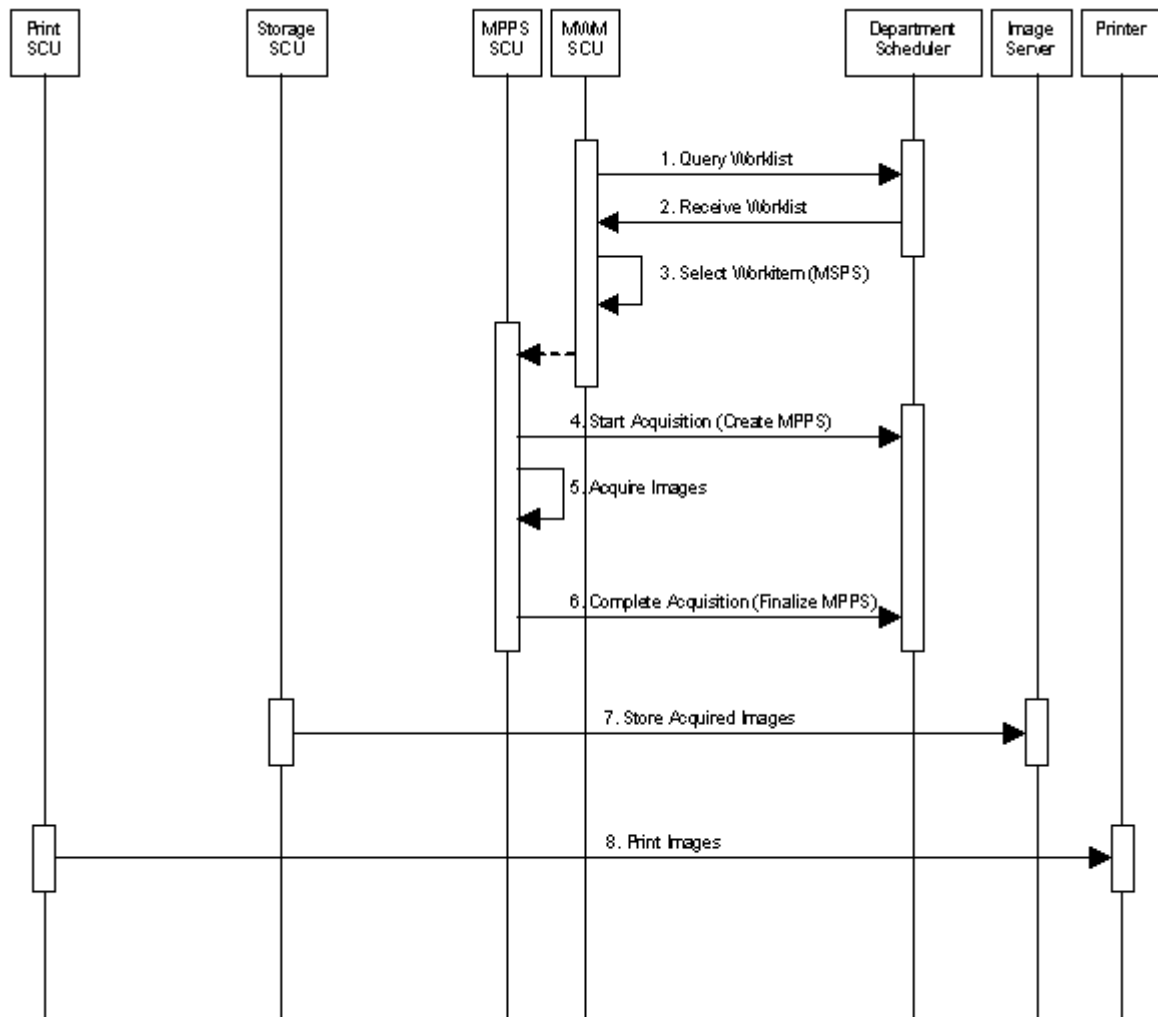 Print
SCU
Storage
SCU
MPPS
SCU
MWM
SCU
Department
Scheduler
Image
Server
Printer
1. Query Worklist
2. Receive Worklist
3. Select Workitem (MSPS)
4. Start Acquisition (Create MPPS)
5. Acquire Images
6. Complete Acquisition (Finalize MPPS)
7. Store Acquired Images
8. Print Images